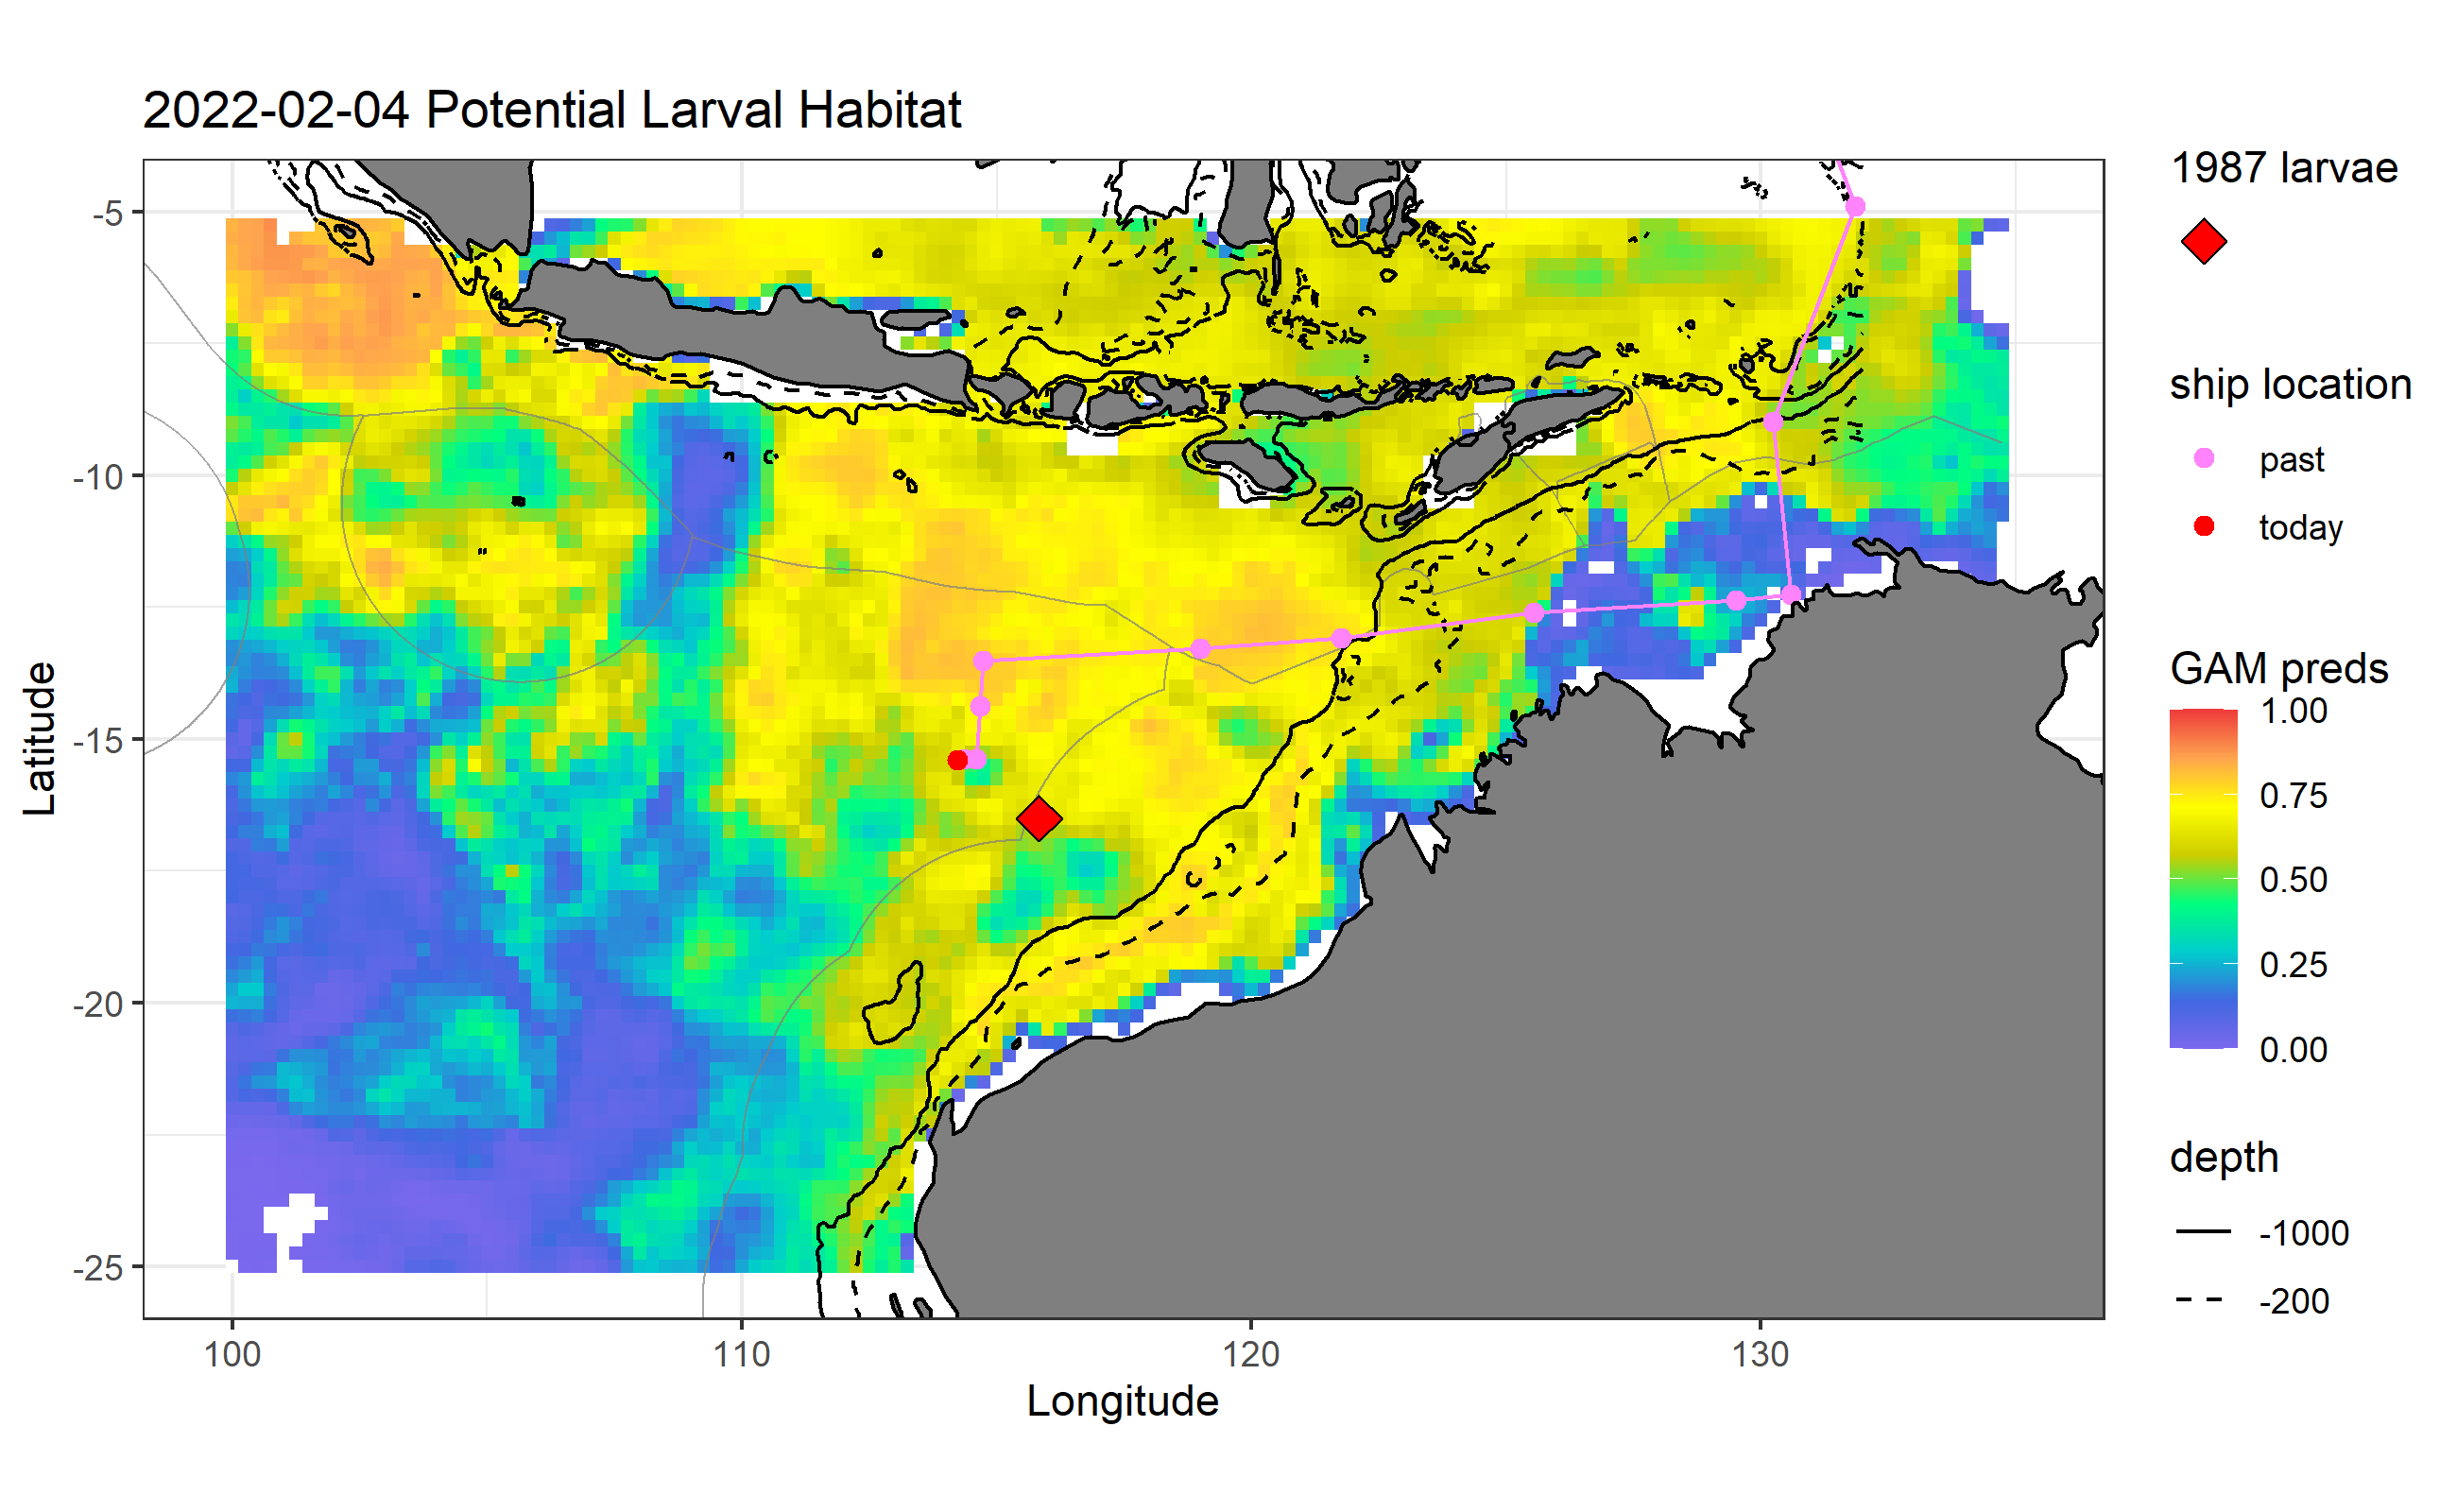 2022-02-04 Potential Larval Habitat
Latitude
-5
-10
-15
-20
-25
100
110
120
130
Longitude
1987 larvae
ship location
past
today
GAM preds
1.00
0.75
0.50
0.25
0.00
depth
-1000
-200